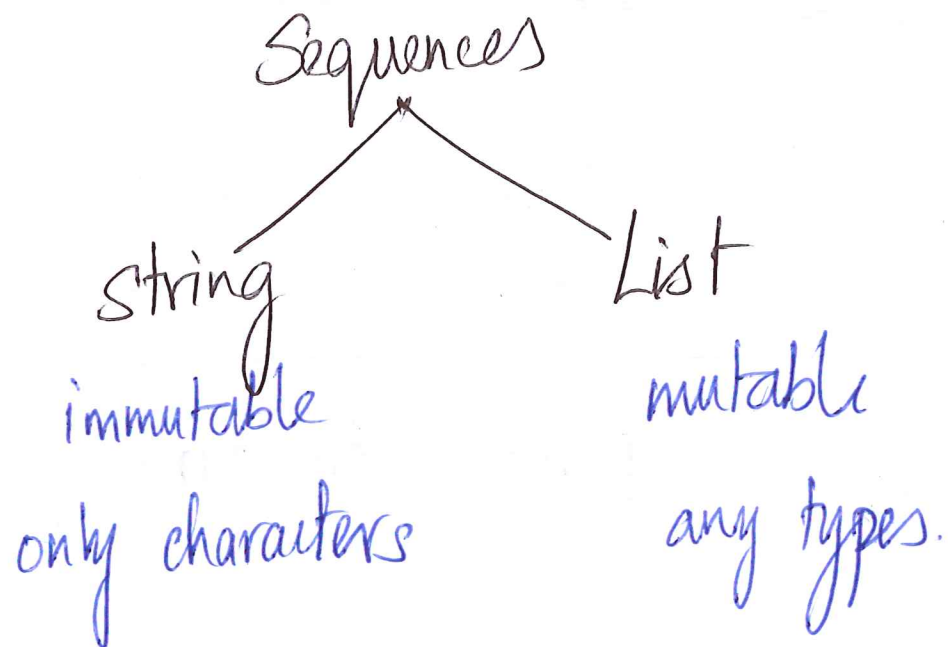 Sequences
String List
immutable mutable
only characters any types.